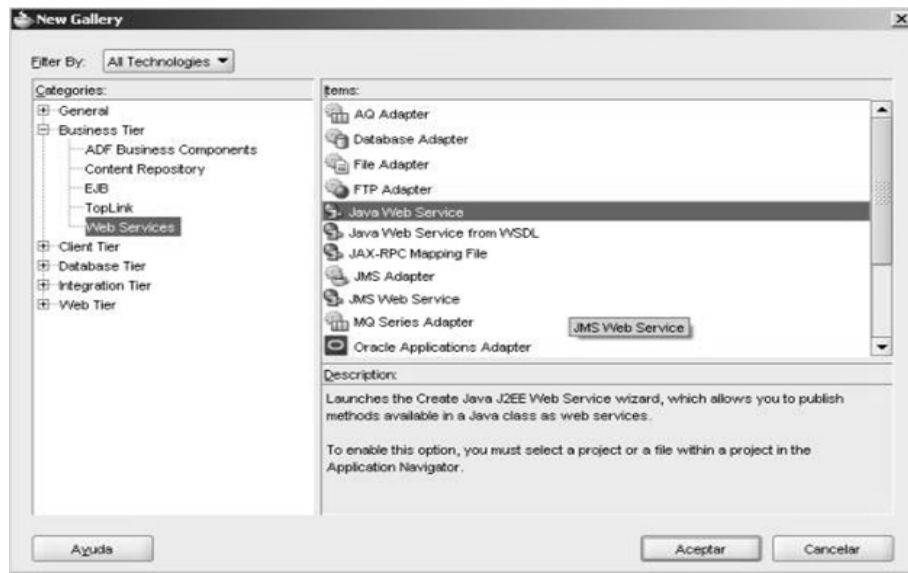 New Gallery
Filter By: All Technologies
Categories:
General
Business Tier
ADF Business Components
Content Repository
EJB
TopLink
Web Services
Client Tier
Database Tier
Integration Tier
Web Tier
Items:
AQ Adapter
Database Adapter
File Adapter
FTP Adapter
Java Web Service
Java Web Service from WSDL
JAX-RPC Mapping File
JMS Adapter
JMS Web Service
MQ Series Adapter
JMS Web Service
Oracle Applications Adapter
Description:
Launches the Create Java J2EE Web Service wizard, which allows you to publish
methods available in a Java class as web services.
To enable this option, you must select a project or a file within a project in the
Application Navigator.
Ayuda
Aceptar
Cancelar